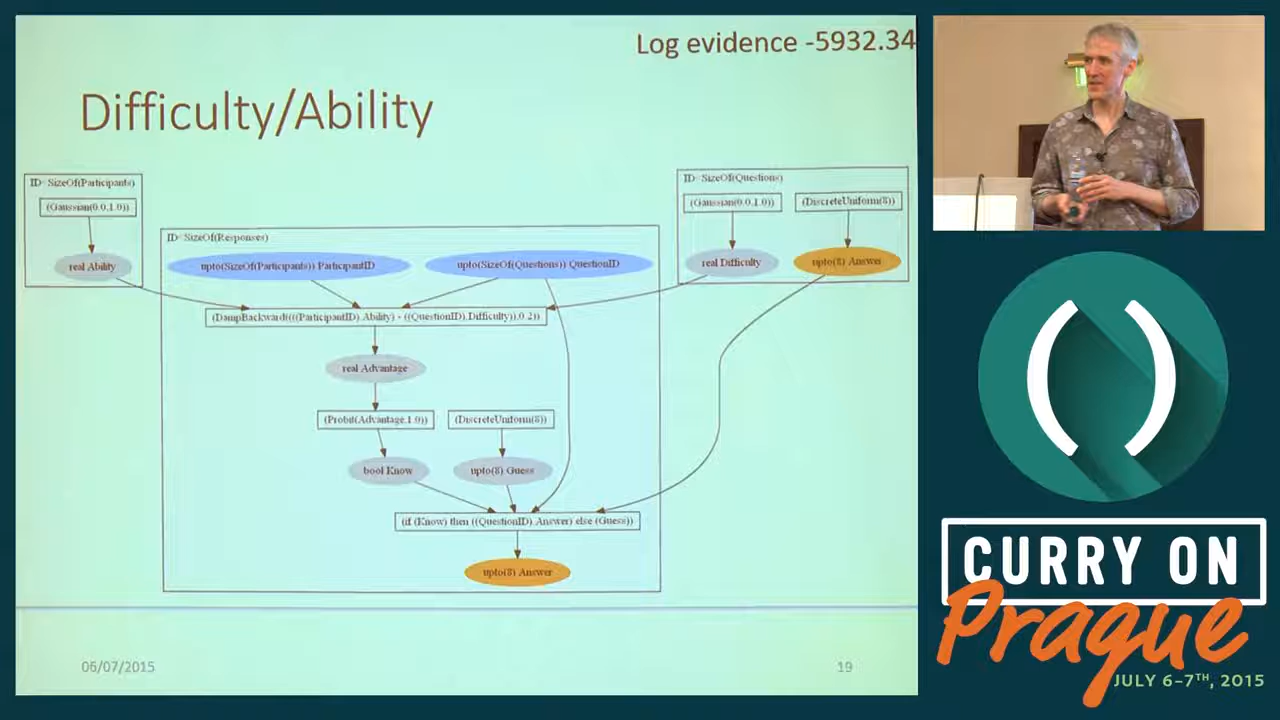 Log evidence -5932.34
Difficulty/Ability
ID=SizeOf(Participants)
(Gaussian(0.0,1.0))
real Ability
ID=SizeOf(Responses)
upto(SizeOf(Participants)) ParticipantID
upto(SizeOf(Questions)) QuestionID
ID=SizeOf(Questions)
(Gaussian(0.0,1.0))
(DiscreteUniform(8))
real Difficulty
upto(8) Answer
(DampBackward((((ParticipantID).Ability) - ((QuestionID).Difficulty)),0.2))
real Advantage
(Probit(Advantage,1.0))
(DiscreteUniform(8))
bool Know
upto(8) Guess
(if (Know) then ((QuestionID).Answer) else (Guess))
upto(8) Answer
06/07/2015
19
( )
CURRY ON
Prague
JULY 6-7TH, 2015